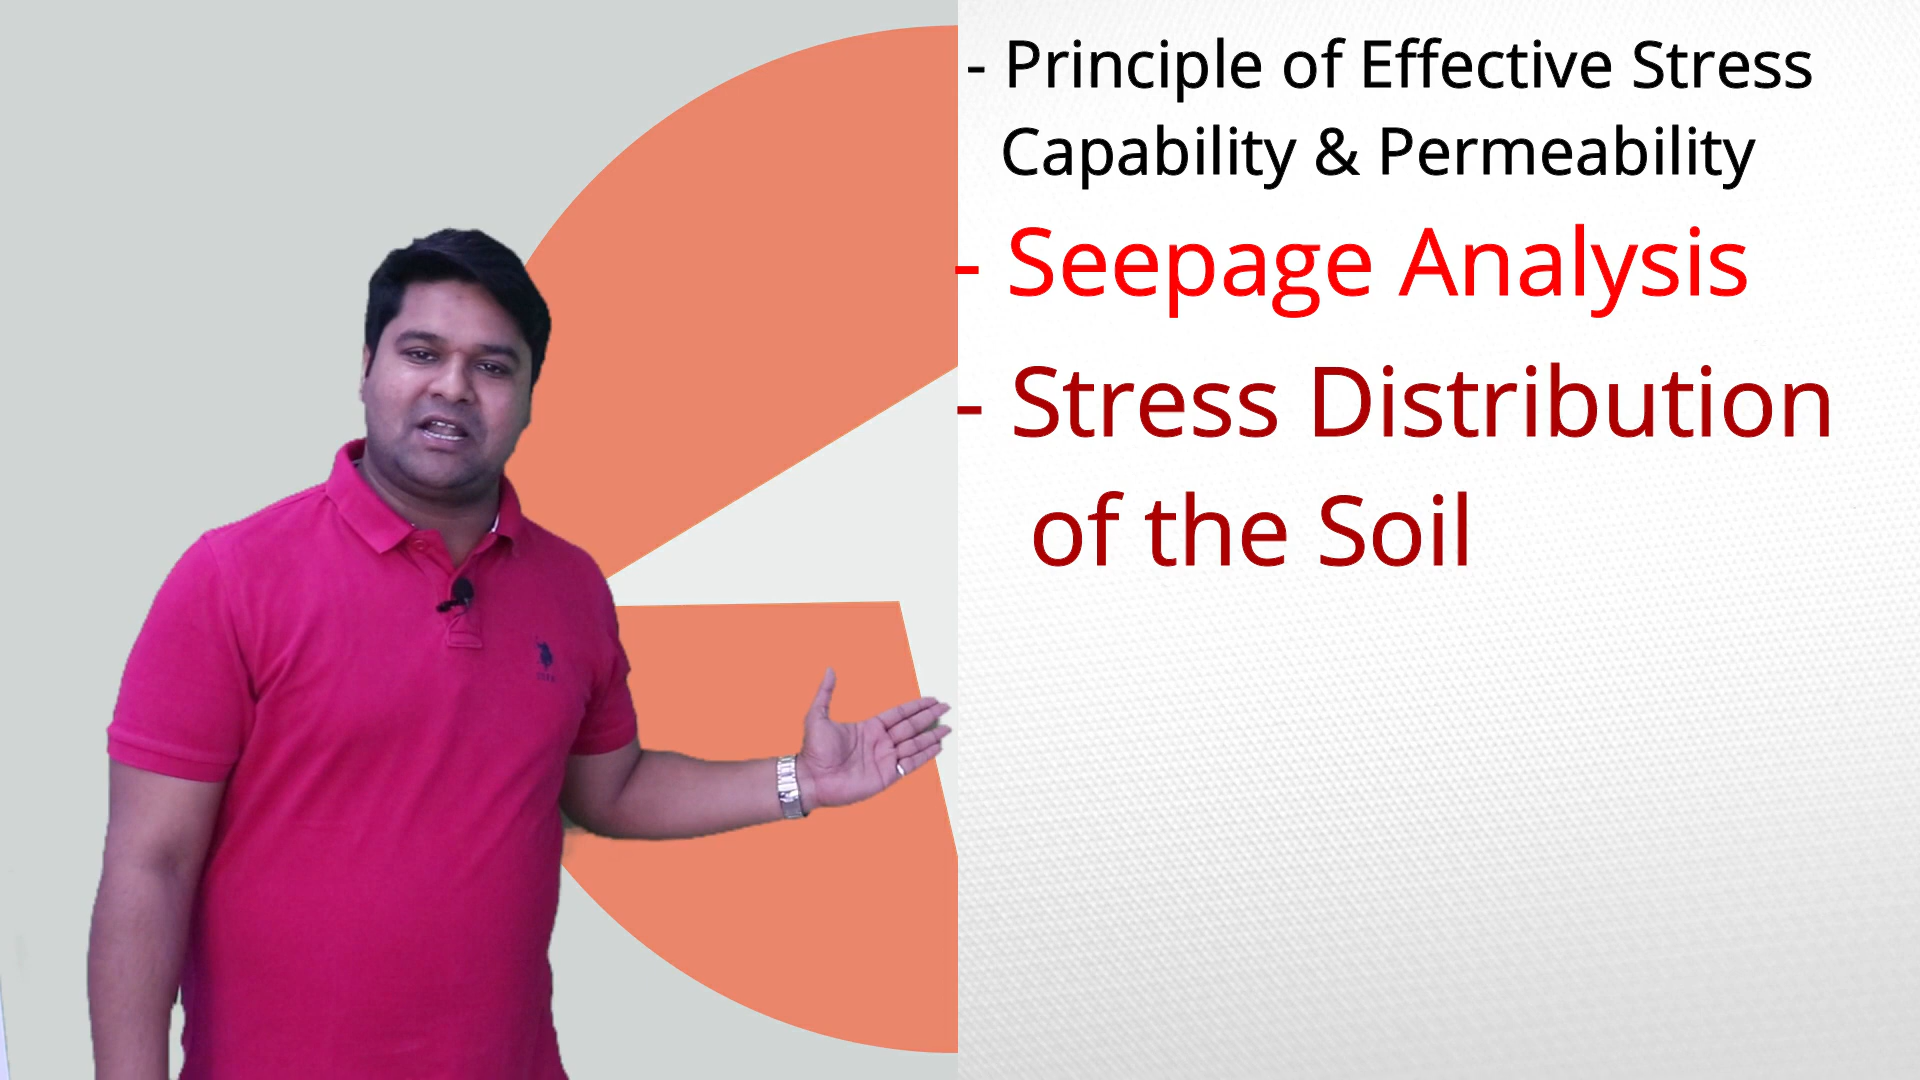 - Principle of Effective Stress
Capability & Permeability
- Seepage Analysis
- Stress Distribution
of the Soil